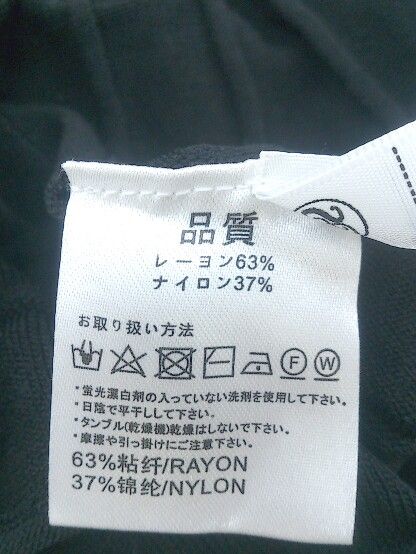 品質
レーヨン63%
ナイロン37%
お取り扱い方法
F W
*蛍光漂白剤の入っていない洗剤を使用して下さい。
*日陰で平干しして下さい。
*タンブル(乾燥機)乾燥はしないで下さい。
*摩擦や引っ掛けにご注意下さい。
63%粘纤/RAYON
37%锦纶/NYLON